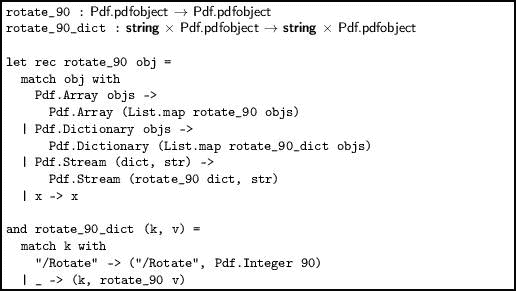 rotate_90 : Pdf.pdfobject → Pdf.pdfobject
rotate_90_dict : string × Pdf.pdfobject → string × Pdf.pdfobject

let rec rotate_90 obj =
  match obj with
    Pdf.Array objs ->
      Pdf.Array (List.map rotate_90 objs)
  | Pdf.Dictionary objs ->
      Pdf.Dictionary (List.map rotate_90_dict objs)
  | Pdf.Stream (dict, str) ->
      Pdf.Stream (rotate_90 dict, str)
  | x -> x

and rotate_90_dict (k, v) =
  match k with
    "/Rotate" -> ("/Rotate", Pdf.Integer 90)
  | _ -> (k, rotate_90 v)